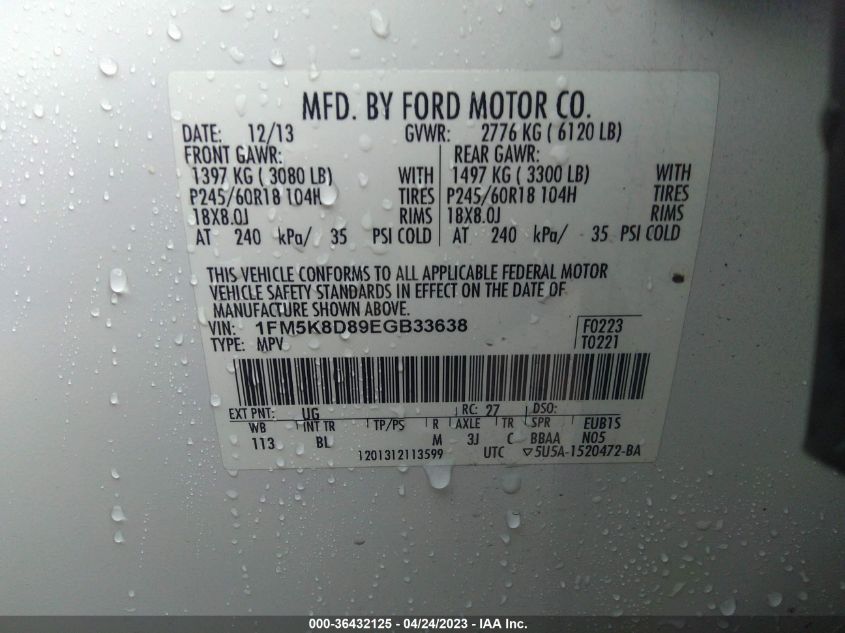 MFD. BY FORD MOTOR CO.
DATE: 12/13 GVWR: 2776 KG ( 6120 LB)
FRONT GAWR: REAR GAWR:
1397 KG ( 3080 LB) WITH 1497 KG ( 3300 LB) WITH
P245/60R18 104H TIRES P245/60R18 104H TIRES
18X8.0J RIMS 18X8.0J RIMS
AT 240 kPa/ 35 PSI COLD AT 240 kPa/ 35 PSI COLD
THIS VEHICLE CONFORMS TO ALL APPLICABLE FEDERAL MOTOR
VEHICLE SAFETY STANDARDS IN EFFECT ON THE DATE OF
MANUFACTURE SHOWN ABOVE.
VIN: 1FM5K8D89EGB33638 F0223
TYPE: MPV T0221
EXT PNT: UG RC: 27 DSO:
WB INT TR TP/PS R AXLE TR SPR EUB1S
113 BL M 3J C BBAA N05
1201312113599 UTC ▽5U5A-1520472-BA
000-36432125 - 04/24/2023 - IAAI.COM